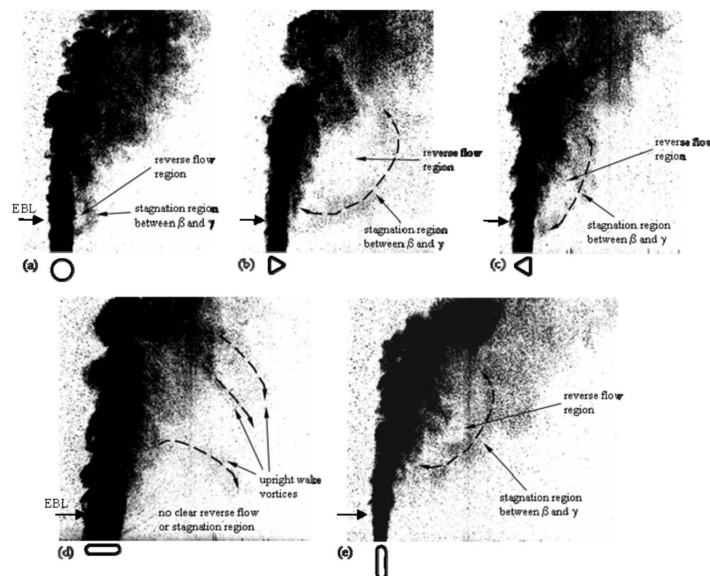 reverse flow
region
EBL
stagnation region
between β and γ
(a)
reverse flow
region
stagnation region
between β and γ
(b)
reverse flow
region
stagnation region
between β and γ
(c)
upright wake
vortices
EBL
no clear reverse flow
or stagnation region
(d)
reverse flow
region
stagnation region
between β and γ
(e)